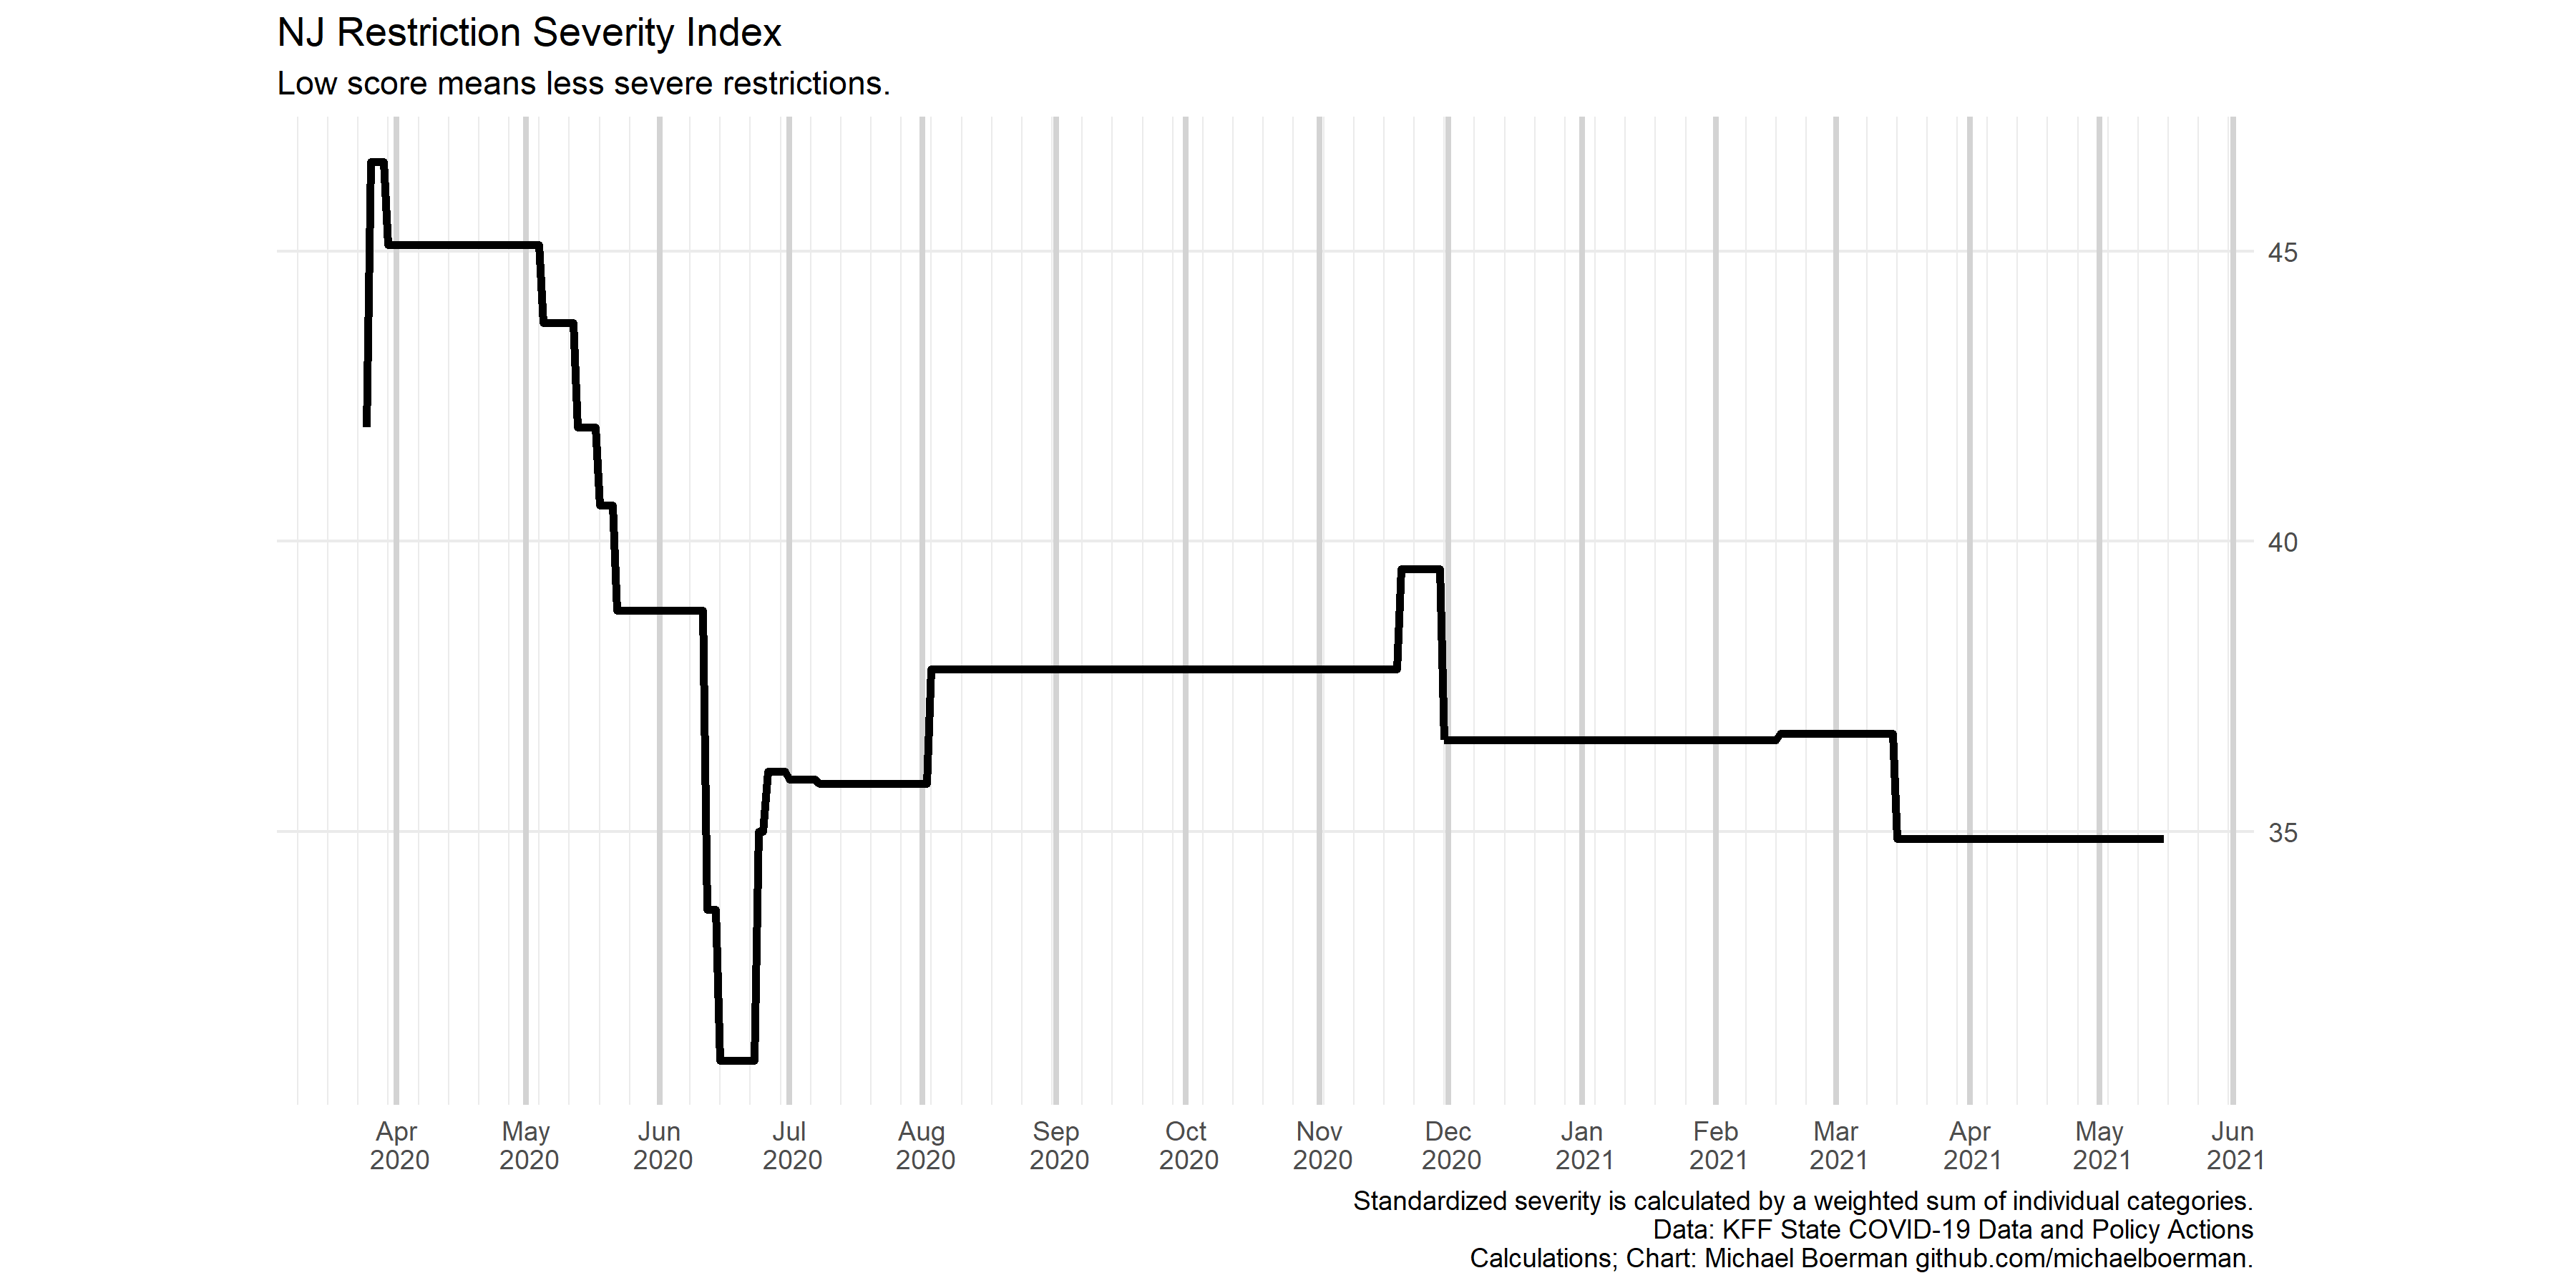 NJ Restriction Severity Index
Low score means less severe restrictions.
45
40
35
Apr May Jun Jul Aug Sep Oct Nov Dec Jan Feb Mar Apr May Jun
2020 2020 2020 2020 2020 2020 2020 2020 2020 2021 2021 2021 2021 2021 2021
Standardized severity is calculated by a weighted sum of individual categories.
Data: KFF State COVID-19 Data and Policy Actions
Calculations; Chart: Michael Boerman github.com/michaelboerman.